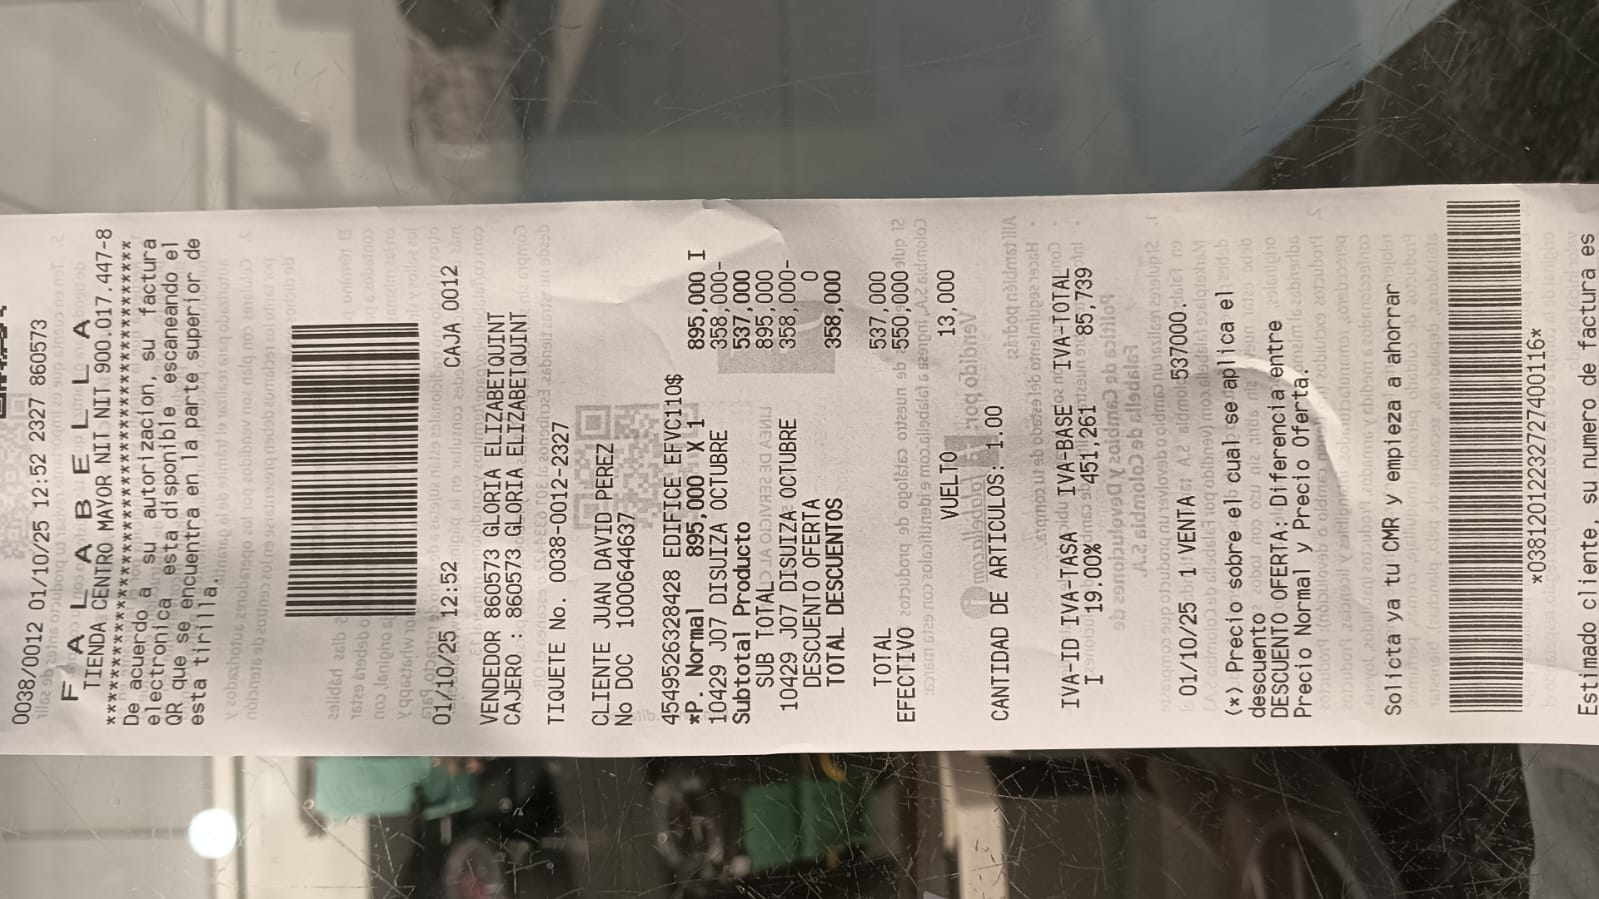 0038/0012 01/10/25 12:52 2327 860573
F A L A B E L L A
TIENDA CENTRO MAYOR NIT NIT 900.017.447-8
De acuerdo a su autorizacion, su factura
electronica esta disponible escaneando el
QR que se encuentra en la parte superior de
esta tirilla.
01/10/25 12:52 CAJA 0012
VENDEDOR 860573 GLORIA ELIZABETQUINT
CAJERO : 860573 GLORIA ELIZABETQUINT
TIQUETE No. 0038-0012-2327
CLIENTE JUAN DAVID PEREZ
No DOC 1000644637
4549526328428 EDIFICE EFVC110$
*P. Normal 895,000 X 1 895,000 I
10429 J07 DISUIZA OCTUBRE 358,000-
Subtotal Producto 537,000
SUB TOTAL 895,000
10429 J07 DISUIZA OCTUBRE 358,000-
DESCUENTO OFERTA 0
TOTAL DESCUENTOS 358,000
TOTAL 537,000
EFECTIVO 550,000
VUELTO 13,000
CANTIDAD DE ARTICULOS: 1.00
IVA-ID IVA-TASA IVA-BASE IVA-TOTAL
I 19.00% 451,261 85,739
01/10/25 1 VENTA 537000.
(*) Precio sobre el cual se aplica el
descuento
DESCUENTO OFERTA: Diferencia entre
Precio Normal y Precio Oferta.
Solicita ya tu CMR y empieza a ahorrar
*03812012232727400116*
Estimado cliente, su numero de factura es